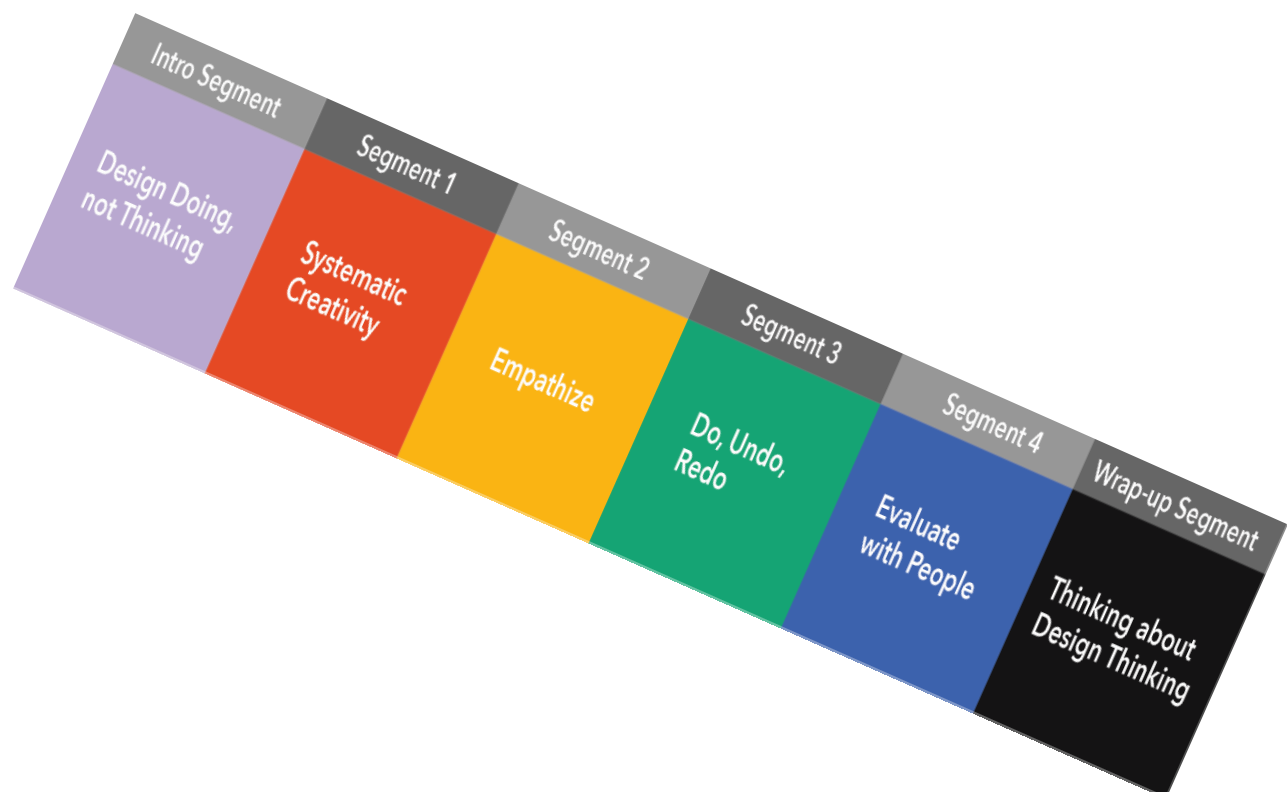 Intro Segment
Design Doing,
not Thinking
Segment 1
Systematic
Creativity
Segment 2
Empathize
Segment 3
Do, Undo,
Redo
Segment 4
Evaluate
with People
Wrap-up Segment
Thinking about
Design Thinking